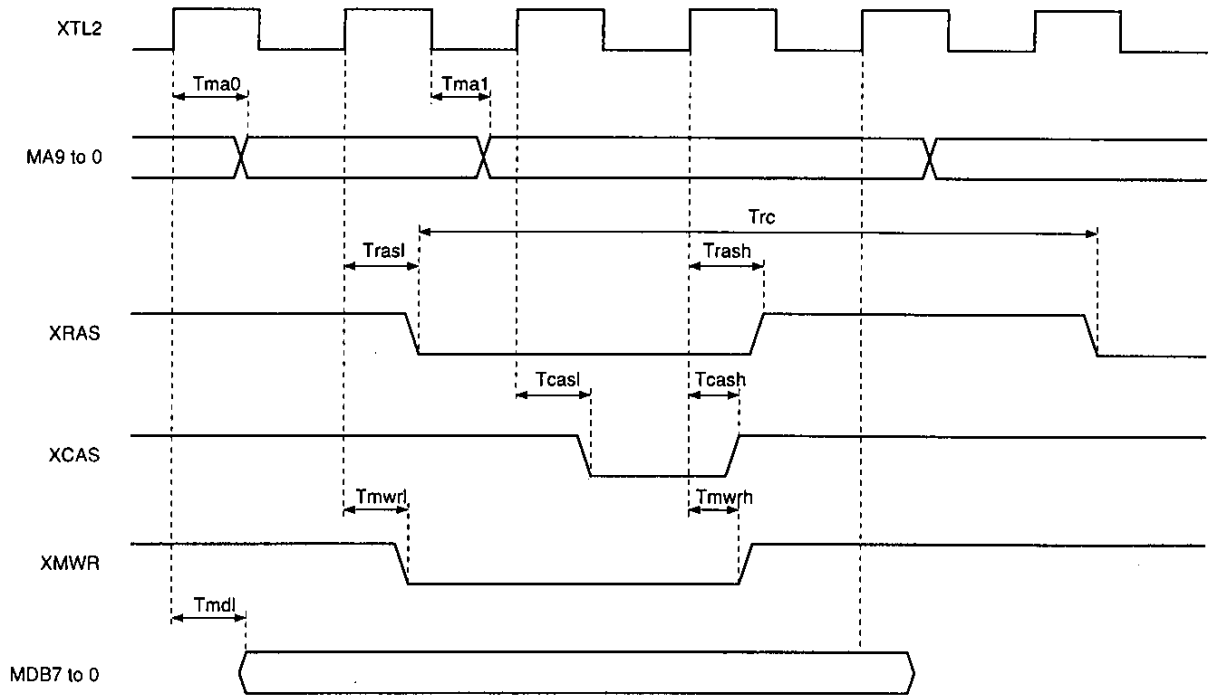 XTL2
Tma0
Tma1
MA9 to 0
Trc
Trasl
Trash
XRAS
Tcasl
Tcash
XCAS
Tmwrl
Tmwrh
XMWR
Tmdl
MDB7 to 0